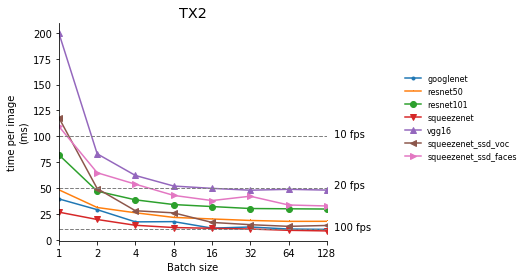 TX2
200
175
150
125
100
75
50
25
0
time per image
(ms)
1
2
4
8
16
32
64
128
Batch size
10 fps
20 fps
100 fps
googlenet
resnet50
resnet101
squeezenet
vgg16
squeezenet_ssd_voc
squeezenet_ssd_faces